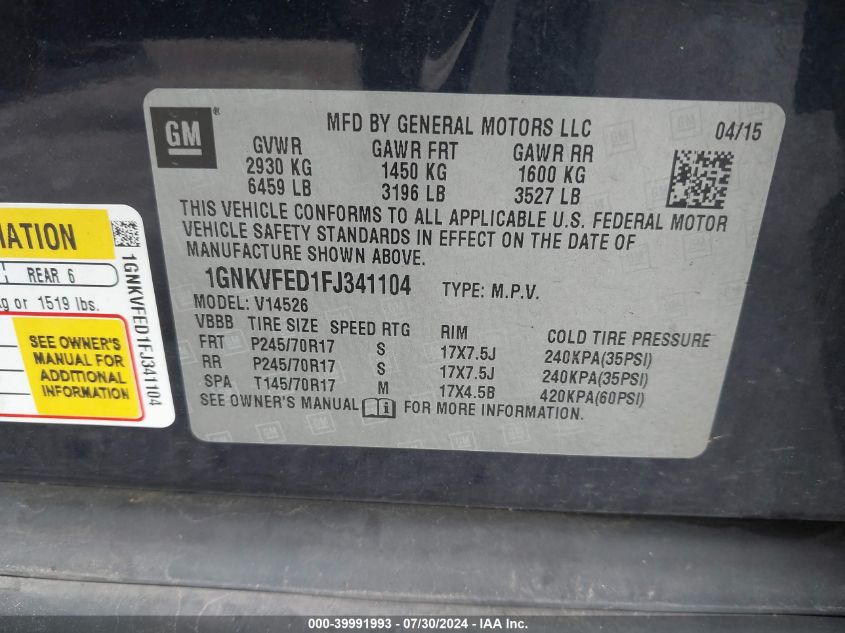 GM
MFD BY GENERAL MOTORS LLC 04/15
GVWR GAWR FRT GAWR RR
2930 KG 1450 KG 1600 KG
6459 LB 3196 LB 3527 LB
THIS VEHICLE CONFORMS TO ALL APPLICABLE U.S. FEDERAL MOTOR
VEHICLE SAFETY STANDARDS IN EFFECT ON THE DATE OF
MANUFACTURE SHOWN ABOVE.
1GNKVFED1FJ341104 TYPE: M.P.V.
MODEL: V14526
VBBB TIRE SIZE SPEED RTG RIM COLD TIRE PRESSURE
FRT P245/70R17 S 17X7.5J 240KPA(35PSI)
RR P245/70R17 S 17X7.5J 240KPA(35PSI)
SPA T145/70R17 M 17X4.5B 420KPA(60PSI)
SEE OWNER'S MANUAL FOR MORE INFORMATION.
MATION
REAR 6
kg or 1519 lbs.
SEE OWNER'S
MANUAL FOR
ADDITIONAL
INFORMATION
1GNKVFED1FJ341104
000-39991993 - 07/30/2024 - IAA, Inc.